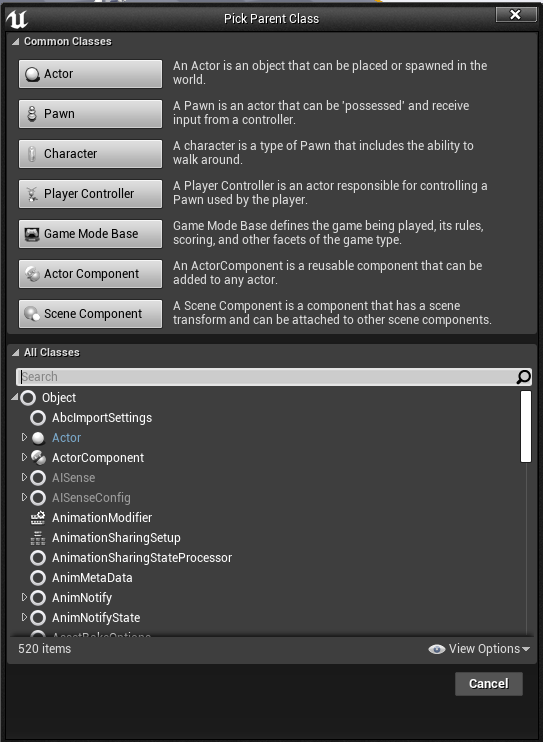 Pick Parent Class
Common Classes
Actor
An Actor is an object that can be placed or spawned in the
world.
Pawn
A Pawn is an actor that can be 'possessed' and receive
input from a controller.
Character
A character is a type of Pawn that includes the ability to
walk around.
Player Controller
A Player Controller is an actor responsible for controlling a
Pawn used by the player.
Game Mode Base
Game Mode Base defines the game being played, its rules,
scoring, and other facets of the game type.
Actor Component
An ActorComponent is a reusable component that can be
added to any actor.
Scene Component
A Scene Component is a component that has a scene
transform and can be attached to other scene components.
All Classes
Search
Object
AbcImportSettings
Actor
ActorComponent
AISense
AISenseConfig
AnimationModifier
AnimationSharingSetup
AnimationSharingStateProcessor
AnimMetaData
AnimNotify
AnimNotifyState
AssetBakeOptions
520 items
View Options
Cancel